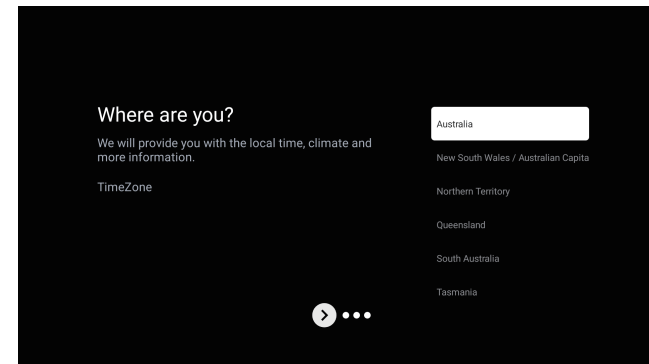 Where are you?
We will provide you with the local time, climate and
more information.
TimeZone
Australia
New South Wales / Australian Capita
Northern Territory
Queensland
South Australia
Tasmania